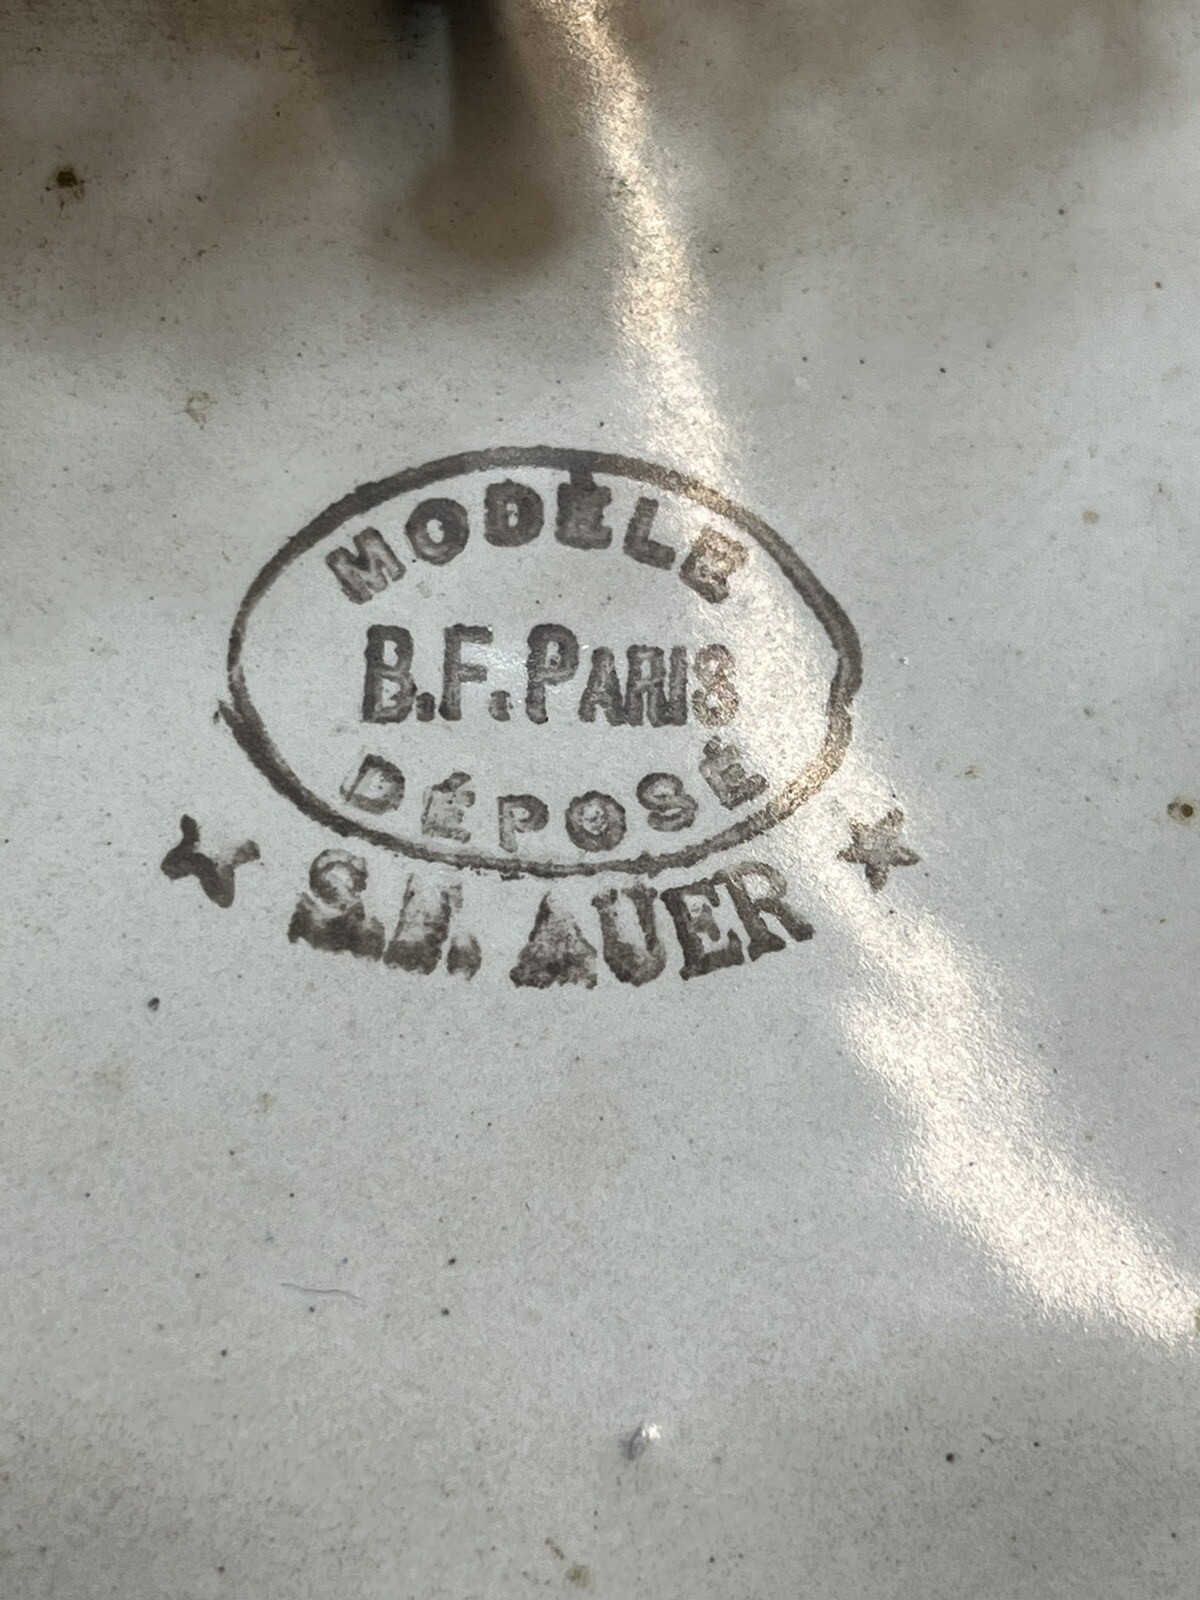 MODÈLE
B.F. PARIS
DÉPOSÉ
AUER